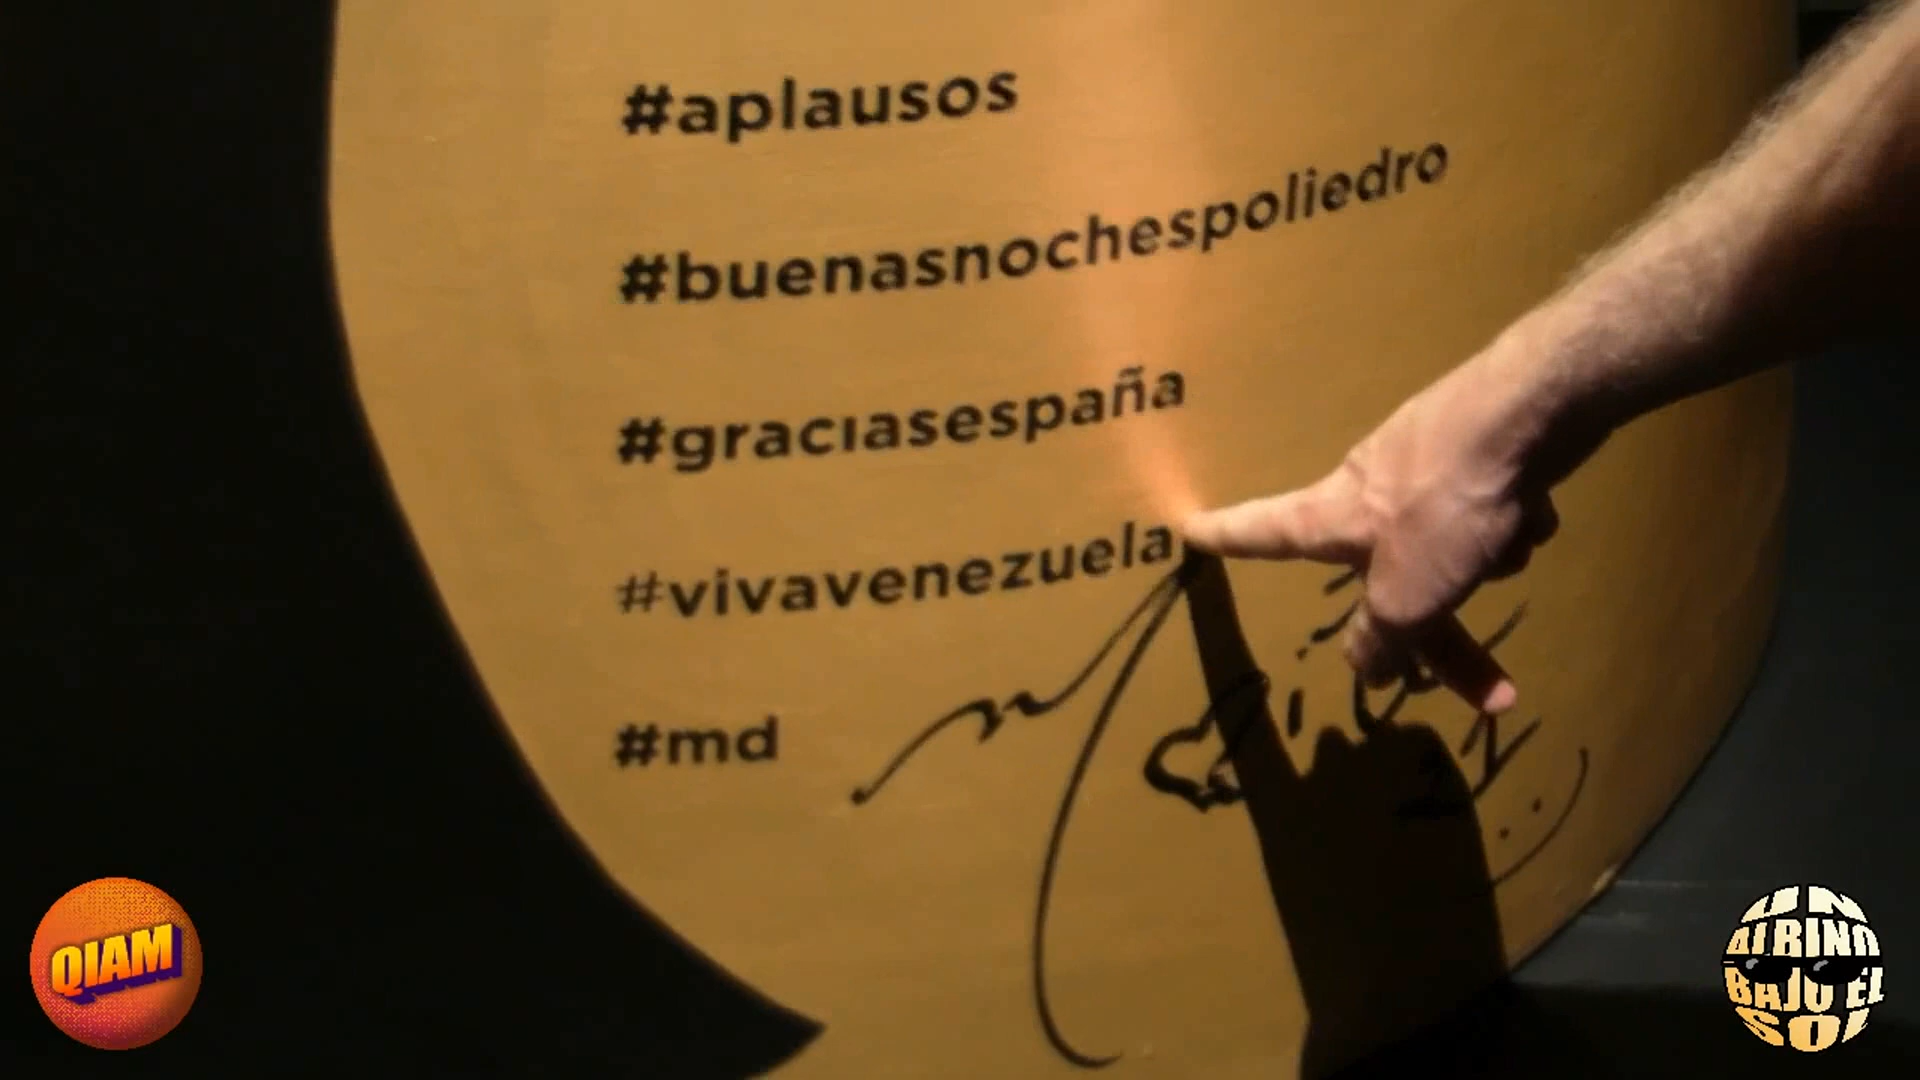 #aplausos
#buenasnochespoliedro
#graciasespaña
#vivavenezuela
#md
QIAM
UN
ALBINO
BAJO EL
SOL